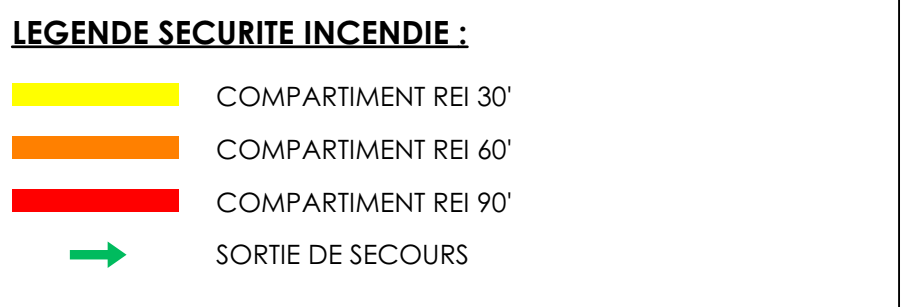 LEGENDE SECURITE INCENDIE :
COMPARTIMENT REI 30'
COMPARTIMENT REI 60'
COMPARTIMENT REI 90'
SORTIE DE SECOURS